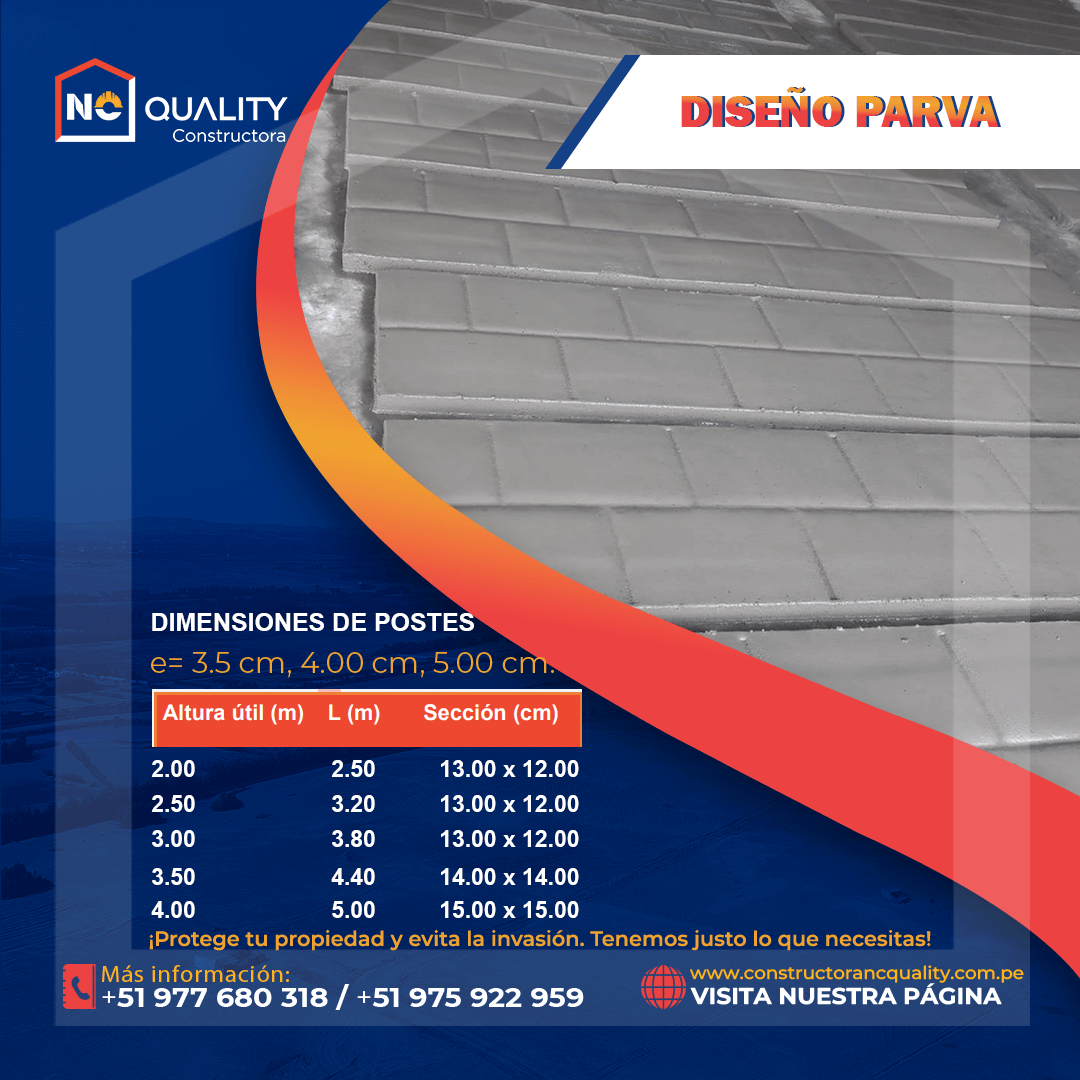 NC QUALITY
Constructora
DISEÑO PARVA
DIMENSIONES DE POSTES
e= 3.5 cm, 4.00 cm, 5.00 cm.
Altura útil (m) L (m) Sección (cm)
2.00 2.50 13.00 x 12.00
2.50 3.20 13.00 x 12.00
3.00 3.80 13.00 x 12.00
3.50 4.40 14.00 x 14.00
4.00 5.00 15.00 x 15.00
¡Protege tu propiedad y evita la invasión. Tenemos justo lo que necesitas!
Más información:
+51 977 680 318 / +51 975 922 959
www.constructorancquality.com.pe
VISITA NUESTRA PÁGINA